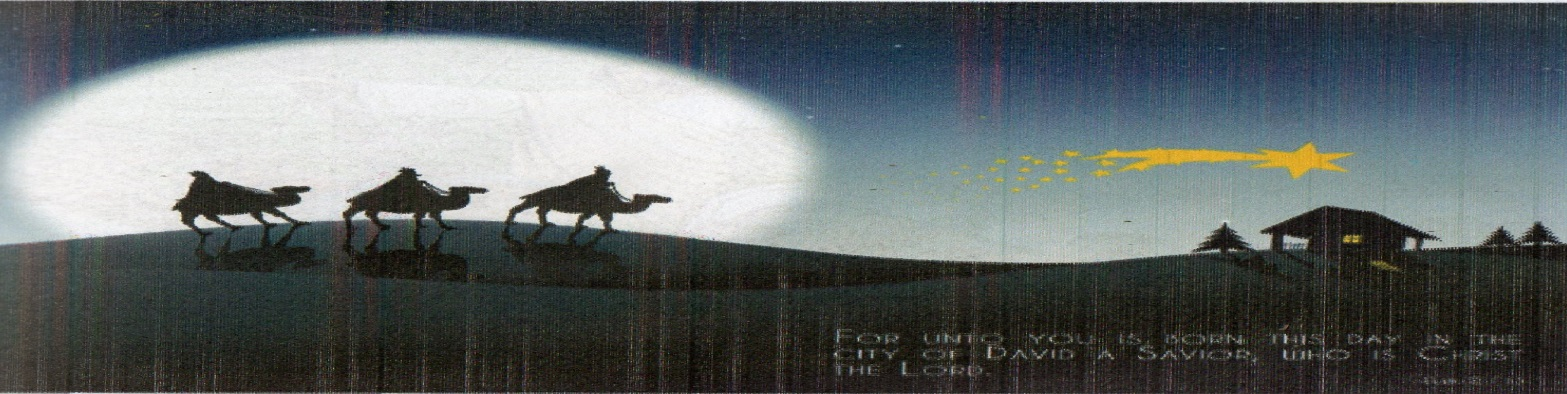 For unto you is born this day in the
city of David a Savior, who is Christ
the Lord.